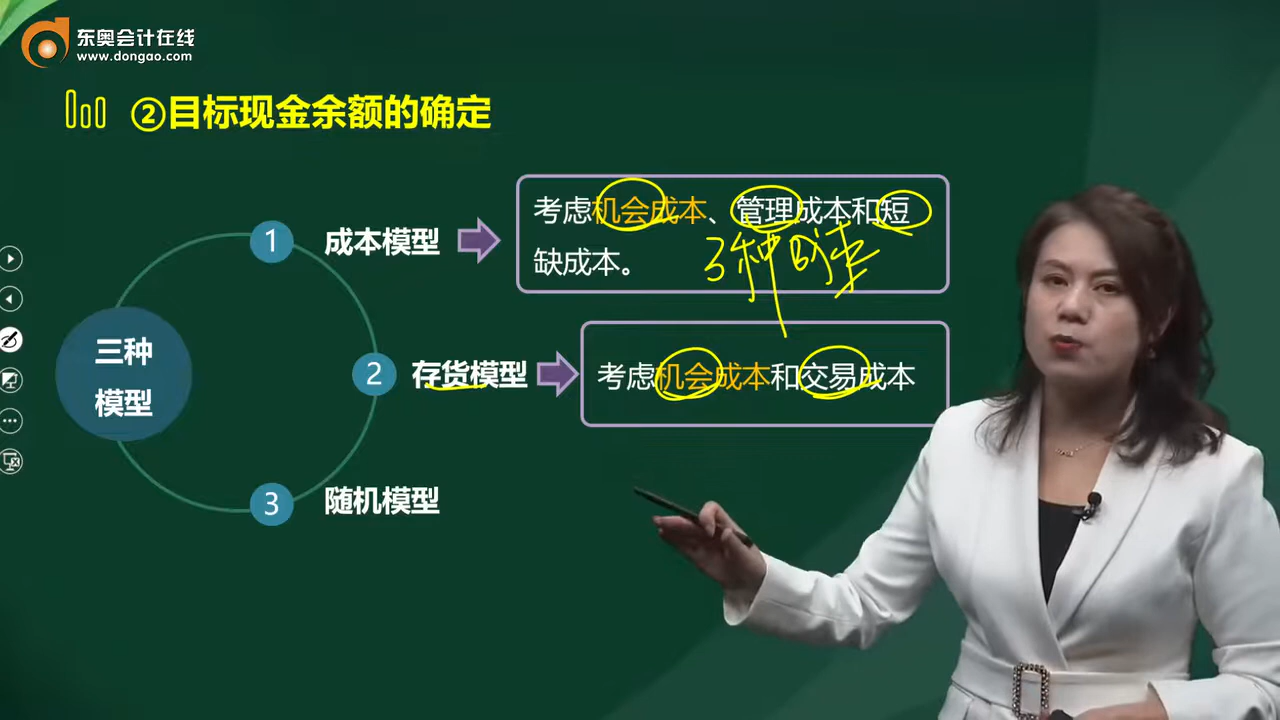 东奥会计在线
www.dongao.com
②目标现金余额的确定
三种
模型
1
成本模型
考虑机会成本、管理成本和短
缺成本。
3种
2
存货模型
考虑机会成本和交易成本
3
随机模型